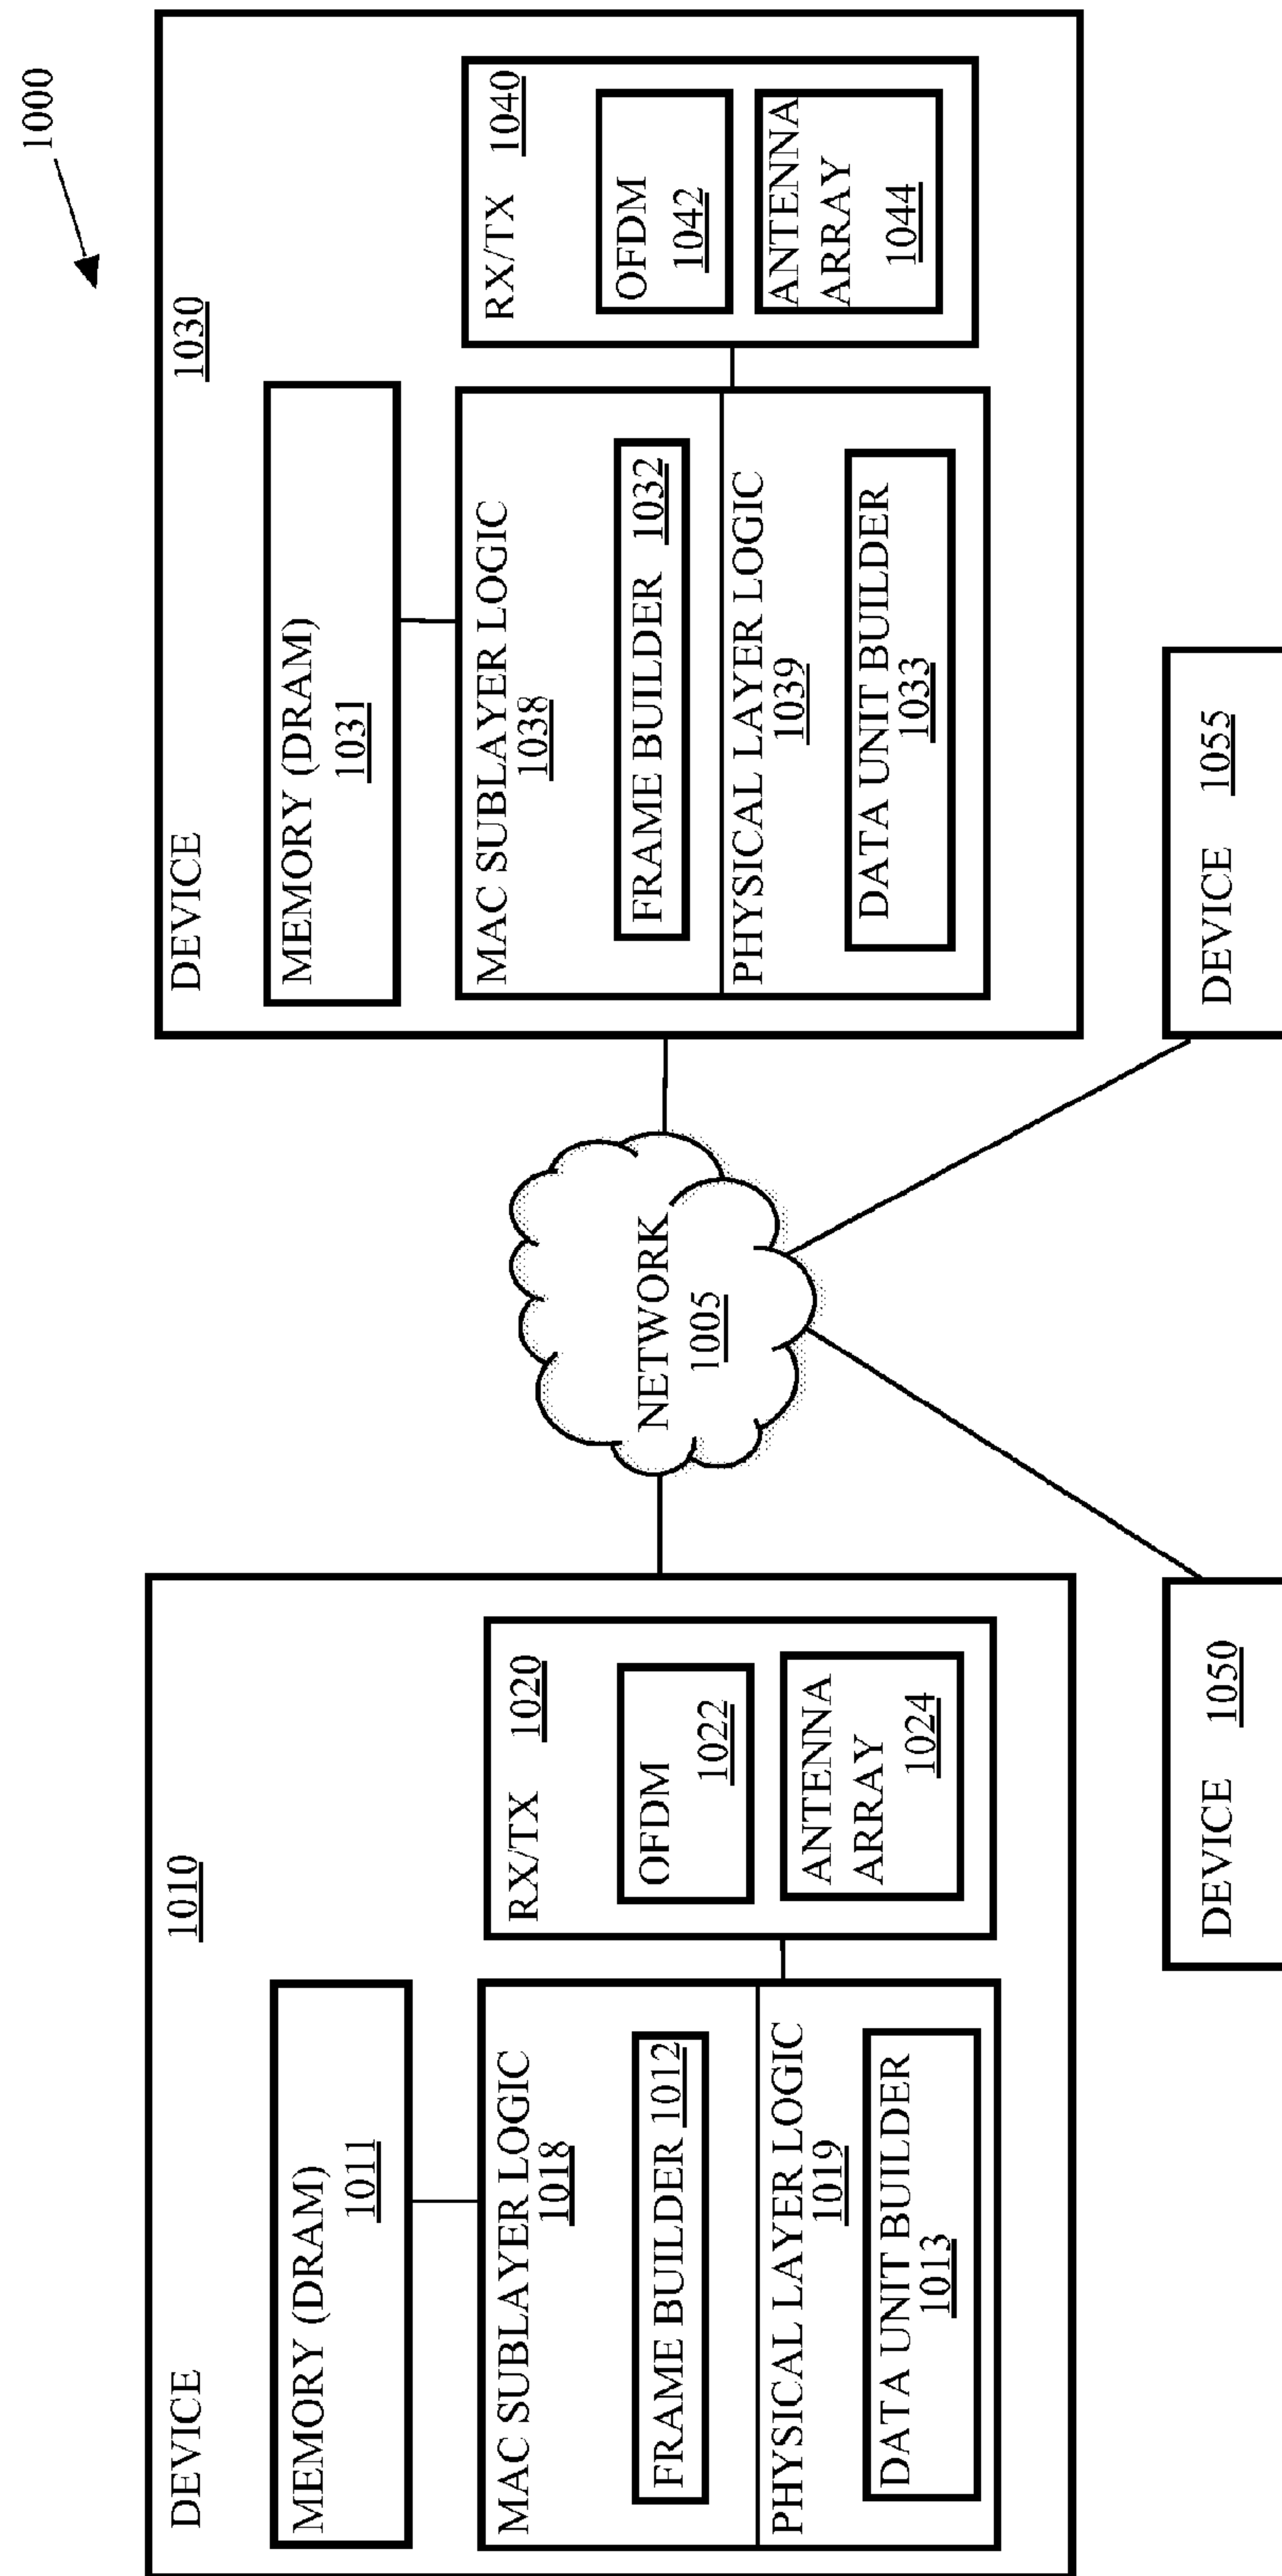 1000
DEVICE 1010
MEMORY (DRAM)
1011
MAC SUBLAYER LOGIC
1018
FRAME BUILDER 1012
PHYSICAL LAYER LOGIC
1019
DATA UNIT BUILDER
1013
RX/TX 1020
OFDM
1022
ANTENNA
ARRAY
1024
NETWORK
1005
DEVICE 1030
MEMORY (DRAM)
1031
MAC SUBLAYER LOGIC
1038
FRAME BUILDER 1032
PHYSICAL LAYER LOGIC
1039
DATA UNIT BUILDER
1033
RX/TX 1040
OFDM
1042
ANTENNA
ARRAY
1044
DEVICE 1050
DEVICE 1055